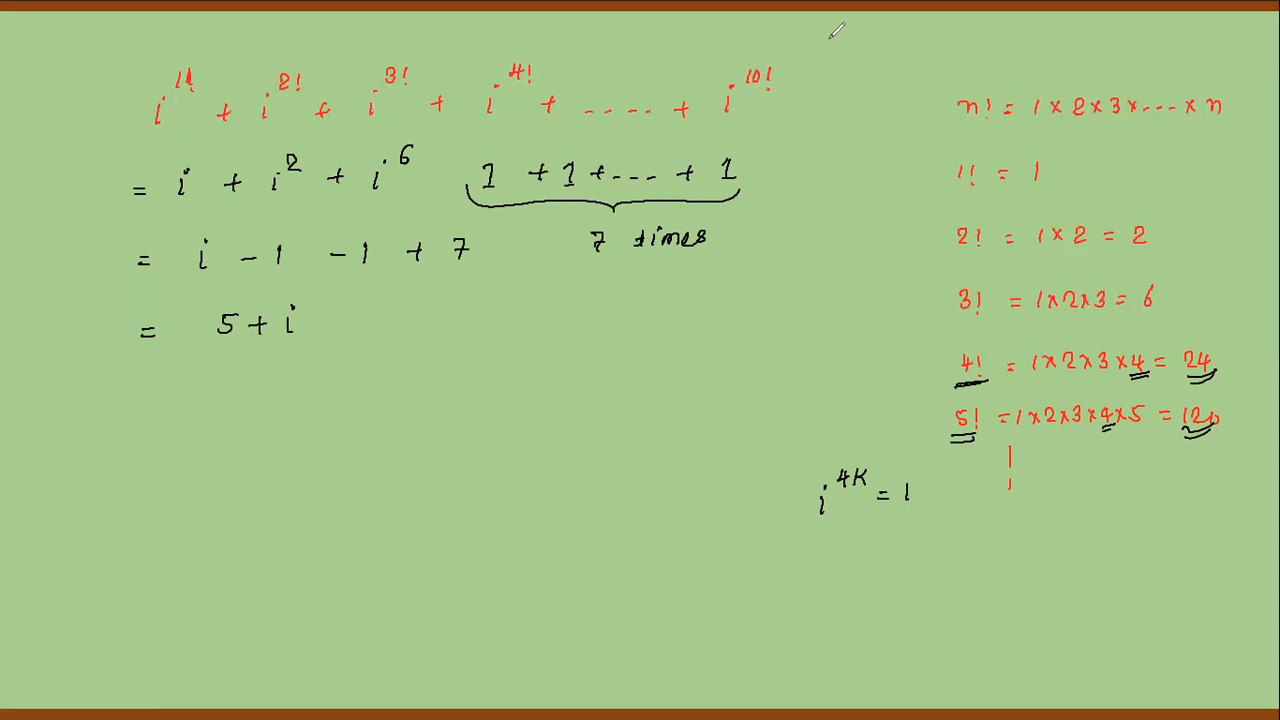 i^{1!} + i^{2!} + i^{3!} + i^{4!} + ..... + i^{10!}
= i + i^2 + i^6 1 + 1 + ... + 1
7 times
= i - 1 - 1 + 7
= 5 + i
n! = 1 × 2 × 3 × ... × n
1! = 1
2! = 1 × 2 = 2
3! = 1×2×3 = 6
4! = 1×2×3×4 = 24
5! = 1×2×3×4×5 = 120
i^{4K} = 1